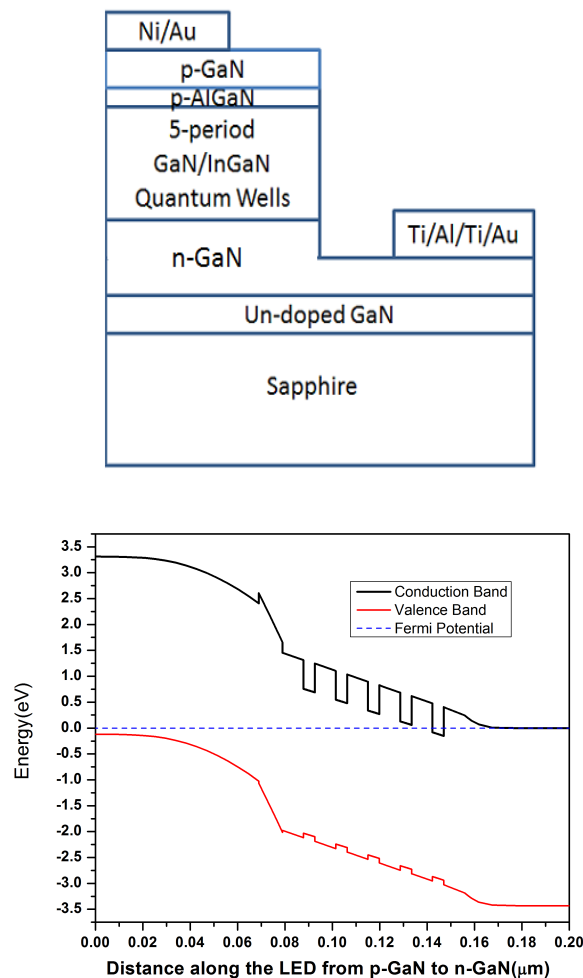 Ni/Au
p-GaN
p-AlGaN
5-period
GaN/InGaN
Quantum Wells
Ti/Al/Ti/Au
n-GaN
Un-doped GaN
Sapphire
3.5
3.0
2.5
2.0
1.5
1.0
0.5
0.0
-0.5
-1.0
-1.5
-2.0
-2.5
-3.0
-3.5
Energy(eV)
Conduction Band
Valence Band
Fermi Potential
0.00 0.02 0.04 0.06 0.08 0.10 0.12 0.14 0.16 0.18 0.20
Distance along the LED from p-GaN to n-GaN(μm)